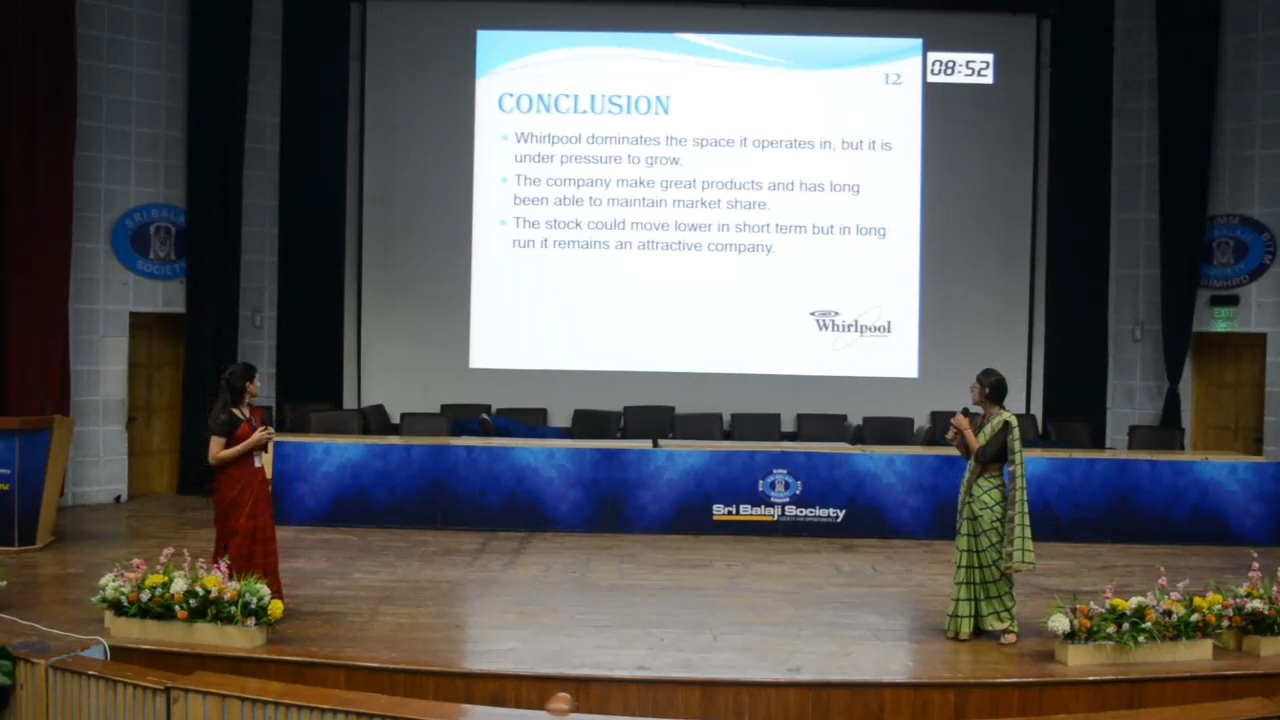 08:52
12
CONCLUSION
Whirlpool dominates the space it operates in, but it is
under pressure to grow.
The company make great products and has long
been able to maintain market share.
The stock could move lower in short term but in long
run it remains an attractive company.
Whirlpool
SRI BALAJI
SOCIETY
BALAJI
SOCIETY
EXIT
Sri Balaji Society